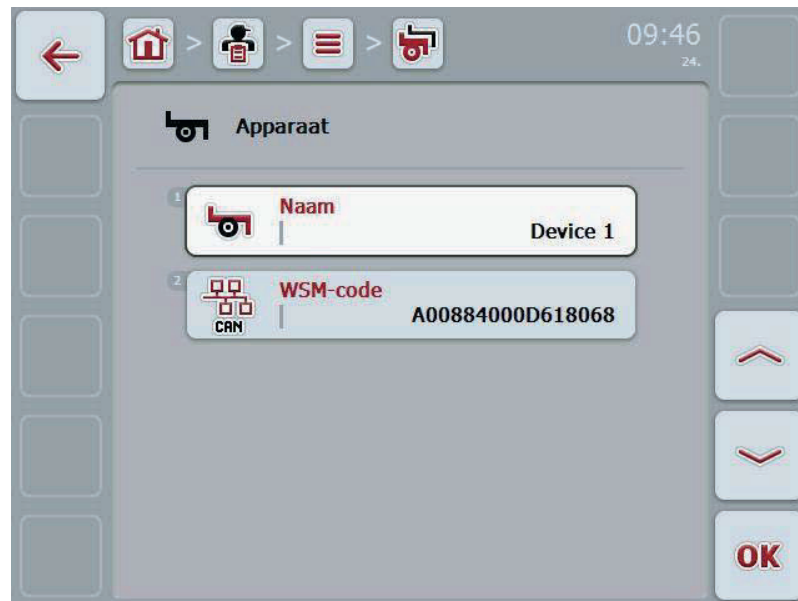 09:46
24.
Apparaat
1
Naam
Device 1
2
WSM-code
CAN
A00884000D618068
OK